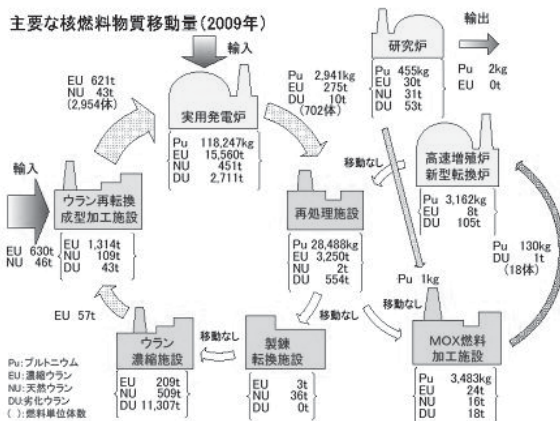 主要な核燃料物質移動量(2009年)
輸入
EU 621t
NU 43t
(2,954体)
実用発電炉
Pu 118,247kg
EU 15,560t
NU 451t
DU 2,711t
Pu 2,941kg
EU 275t
DU 10t
(702体)
研究炉
Pu 455kg
EU 30t
NU 31t
DU 53t
輸出
Pu 2kg
EU 0t
輸入
EU 630t
NU 46t
ウラン再転換
成型加工施設
EU 1,314t
NU 109t
DU 43t
移動なし
再処理施設
Pu 28,488kg
EU 3,250t
NU 2t
DU 554t
高速増殖炉
新型転換炉
Pu 3,162kg
EU 8t
DU 105t
Pu 130kg
DU 1t
(18体)
Pu 1kg
EU 57t
ウラン
濃縮施設
EU 209t
NU 509t
DU 11,307t
移動なし
製錬
転換施設
EU 3t
NU 36t
DU 0t
移動なし
移動なし
MOX燃料
加工施設
Pu 3,483kg
EU 24t
NU 16t
DU 18t
Pu:プルトニウム
EU:濃縮ウラン
NU:天然ウラン
DU:劣化ウラン
( ):燃料単位体数